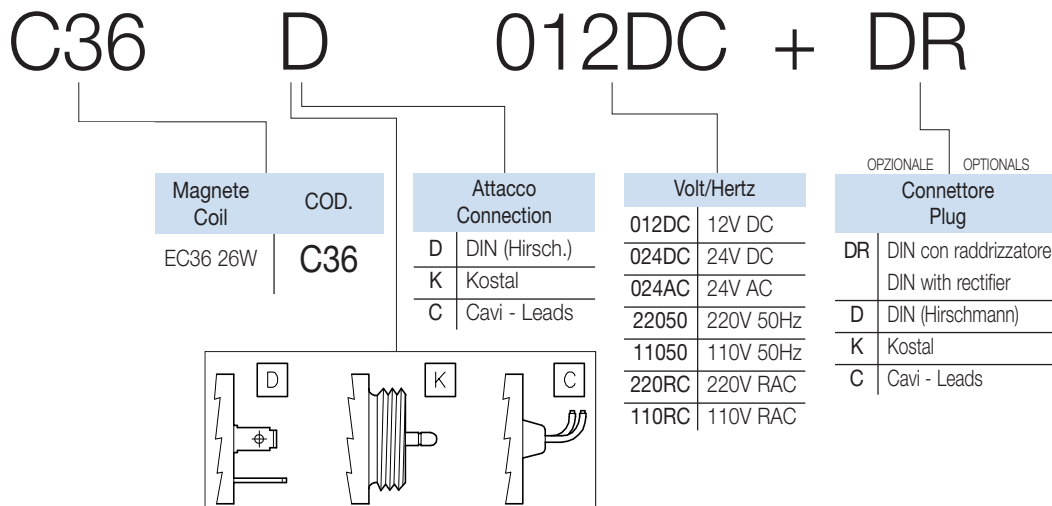 C36 D 012DC + DR
Magnete
Coil
COD.
EC36 26W
C36
Attacco
Connection
D DIN (Hirsch.)
K Kostal
C Cavi - Leads
Volt/Hertz
012DC 12V DC
024DC 24V DC
024AC 24V AC
22050 220V 50Hz
11050 110V 50Hz
220RC 220V RAC
110RC 110V RAC
OPZIONALE OPTIONALS
Connettore
Plug
DR DIN con raddrizzatore
DIN with rectifier
D DIN (Hirschmann)
K Kostal
C Cavi - Leads
D K C